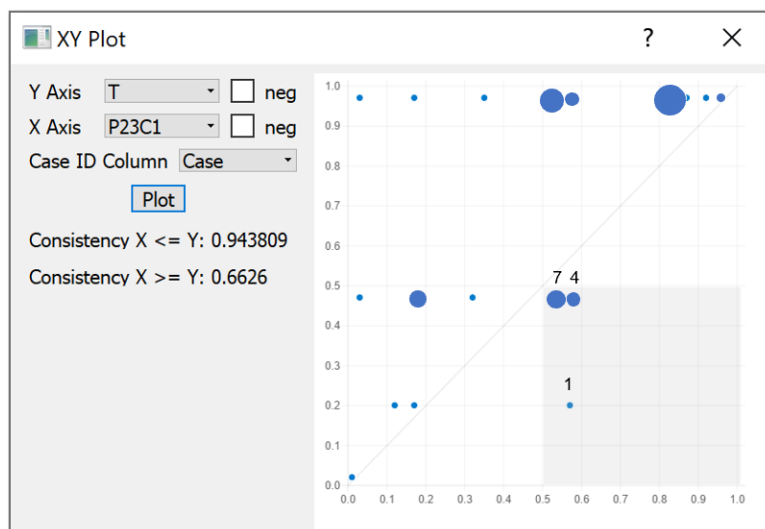 XY Plot
?
Y Axis T neg
X Axis P23C1 neg
Case ID Column Case
Plot
Consistency X <= Y: 0.943809
Consistency X >= Y: 0.6626
1.0
0.9
0.8
0.7
0.6
0.5
0.4
0.3
0.2
0.1
0.0
7 4
1
0.0 0.1 0.2 0.3 0.4 0.5 0.6 0.7 0.8 0.9 1.0